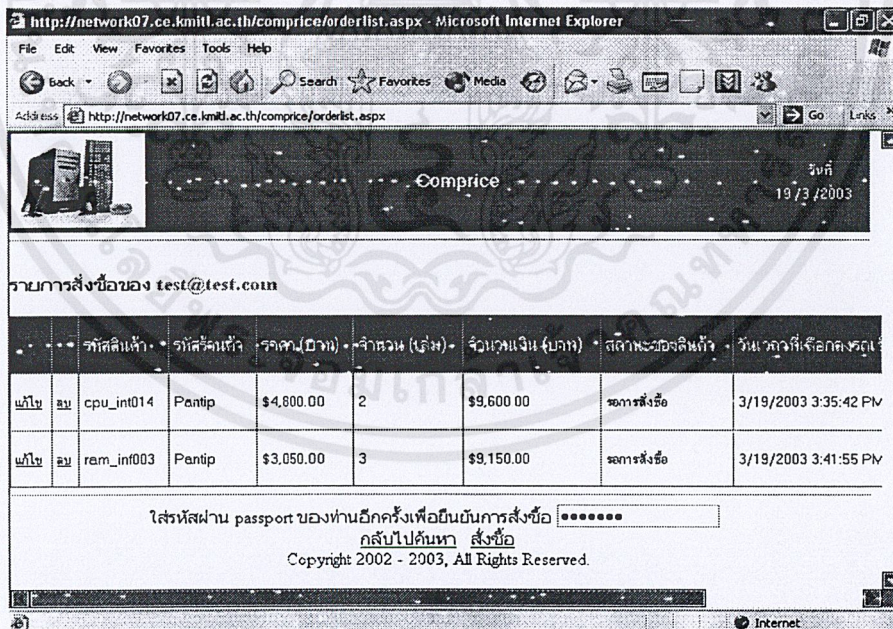 http://network07.ce.kmitl.ac.th/comprice/orderlist.aspx - Microsoft Internet Explorer
File Edit View Favorites Tools Help
Back Search Favorites Media
Address http://network07.ce.kmitl.ac.th/comprice/orderlist.aspx Go Links
Comprice
วันที่
19/3/2003
รายการสั่งซื้อของ test@test.com
รหัสสินค้า รหัสร้านค้า ราคา (บาท) จำนวน (เล่ม) จำนวนเงิน (บาท) สถานะของสินค้า
แก้ไข ลบ cpu_int014 Pantip $4,800.00 2 $9,600.00 รอการสั่งซื้อ 3/19/2003 3:35:42 PM
แก้ไข ลบ ram_inf003 Pantip $3,050.00 3 $9,150.00 รอการสั่งซื้อ 3/19/2003 3:41:55 PM
ใส่รหัสผ่าน passport ของท่านอีกครั้งเพื่อยืนยันการสั่งซื้อ •••••••
กลับไปค้นหา สั่งซื้อ
Copyright 2002 - 2003, All Rights Reserved.
Internet